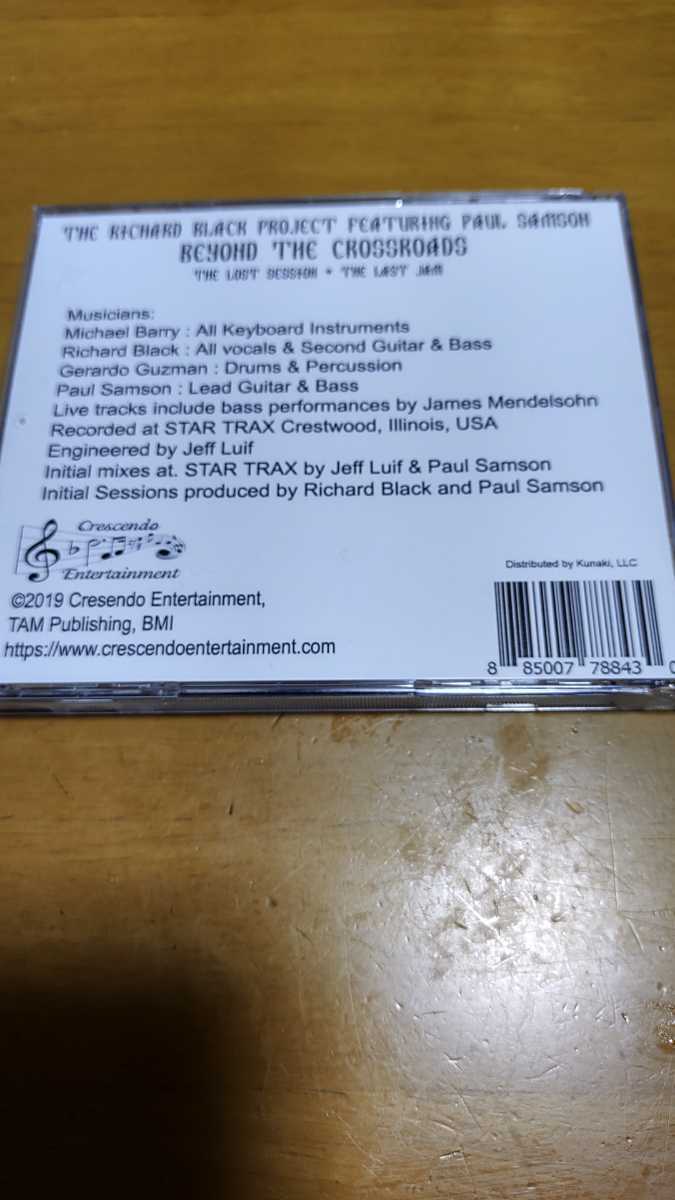 THE RICHARD BLACK PROJECT FEATURING PAUL SAMSON
BEYOND THE CROSSROADS
THE LOST SESSION + THE LAST JAM
Musicians:
Michael Barry : All Keyboard Instruments
Richard Black : All vocals & Second Guitar & Bass
Gerardo Guzman : Drums & Percussion
Paul Samson : Lead Guitar & Bass
Live tracks include bass performances by James Mendelsohn
Recorded at STAR TRAX Crestwood, Illinois, USA
Engineered by Jeff Luif
Initial mixes at. STAR TRAX by Jeff Luif & Paul Samson
Initial Sessions produced by Richard Black and Paul Samson
Crescendo
Entertainment
©2019 Cresendo Entertainment,
TAM Publishing, BMI
https://www.crescendoentertainment.com
Distributed by Kunaki, LLC
8 85007 78843 0